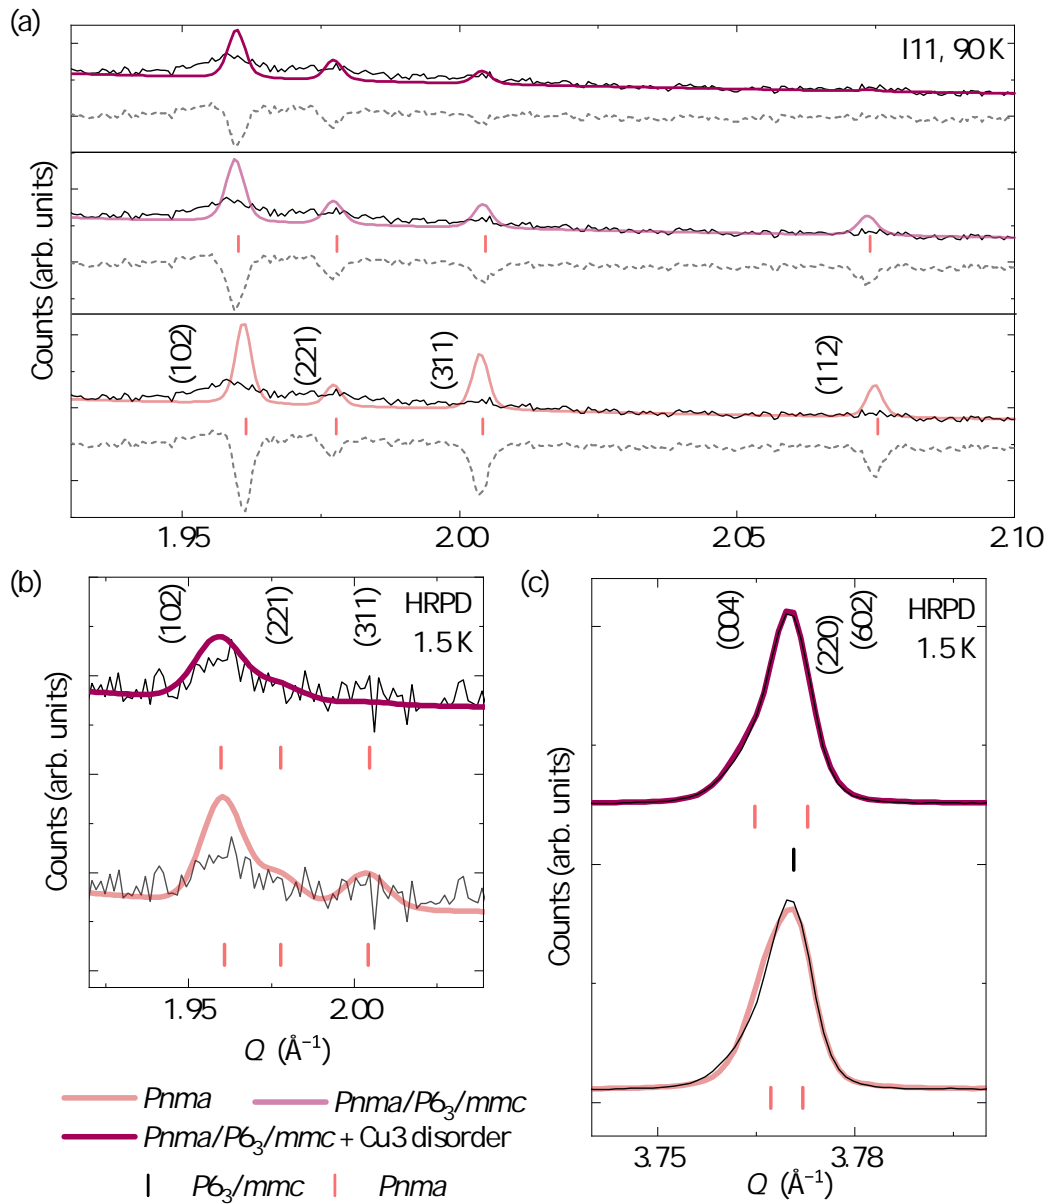 (a)
I11, 90 K
Counts (arb. units)
(102)
(221)
(311)
(112)
1.95
2.00
2.05
2.10
(b)
(102)
(221)
(311)
HRPD
1.5 K
Counts (arb. units)
1.95
2.00
Q (Å⁻¹)
(c)
(004)
(220)
(602)
HRPD
1.5 K
Counts (arb. units)
3.75
3.78
Q (Å⁻¹)
Pnma
Pnma/P6₃/mmc
Pnma/P6₃/mmc + Cu3 disorder
P6₃/mmc
Pnma